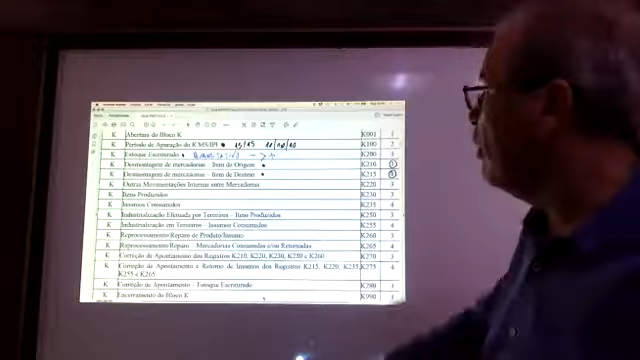 K Abertura do Bloco K K001 1
K Período de Apuração do ICMS/IPI K100 2
K Estoque Escriturado K200 3
K Desmontagem de mercadorias – Item de Origem K210 3
K Desmontagem de mercadorias – Item de Destino K215 4
K Outras Movimentações Internas entre Mercadorias K220 3
K Itens Produzidos K230 3
K Insumos Consumidos K235 4
K Industrialização Efetuada por Terceiros – Itens Produzidos K250 3
K Industrialização em Terceiros – Insumos Consumidos K255 4
K Reprocessamento/Reparo de Produto/Insumo K260 3
K Reprocessamento/Reparo – Mercadorias Consumidas e/ou Retornadas K265 4
K Correção de Apontamento dos Registros K210, K220, K230, K250 e K260 K270 3
K Correção de Apontamento e Retorno de Insumos dos Registros K215, K220, K235, K275 4
K255 e K265
K Correção de Apontamento – Estoque Escriturado K280 3
K Encerramento do Bloco K K990 1